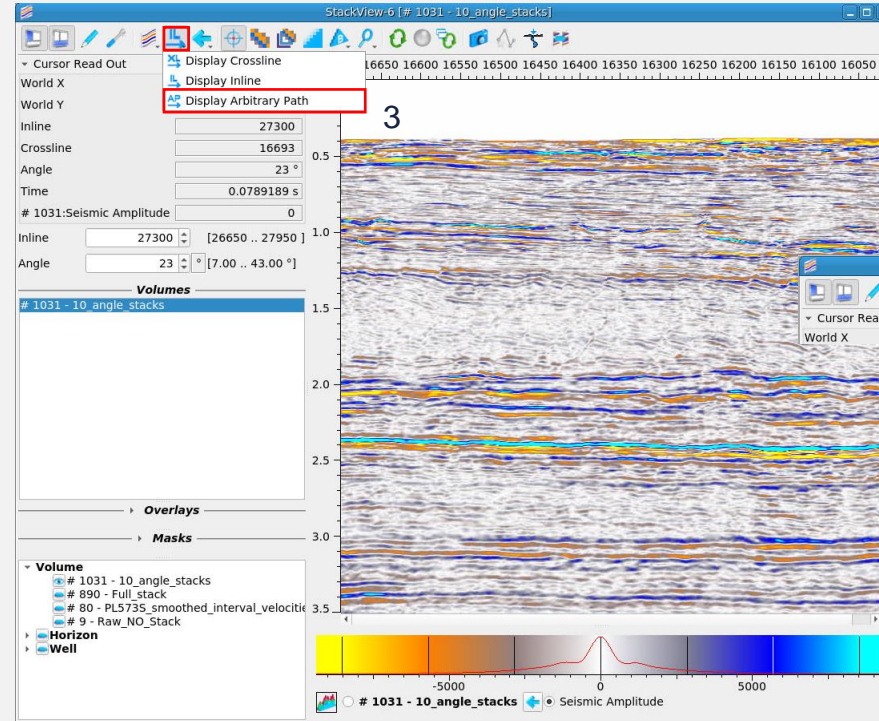 StackView-6 [# 1031 - 10_angle_stacks]
Cursor Read Out
World X
World Y
Inline 27300
Crossline 16693
Angle 23 °
Time 0.0789189 s
# 1031:Seismic Amplitude 0
Inline 27300 [26650 .. 27950 ]
Angle 23 ° [7.00 .. 43.00 °]
Volumes
# 1031 - 10_angle_stacks
Overlays
Masks
Volume
# 1031 - 10_angle_stacks
# 890 - Full_stack
# 80 - PL573S_smoothed_interval_velocitie
# 9 - Raw_NO_Stack
Horizon
Well
XL Display Crossline
IL Display Inline
AP Display Arbitrary Path
3
16650 16600 16550 16500 16450 16400 16350 16300 16250 16200 16150 16100 16050
0.5
1.0
1.5
2.0
2.5
3.0
3.5
Cursor Rea
World X
-5000 0 5000
# 1031 - 10_angle_stacks Seismic Amplitude